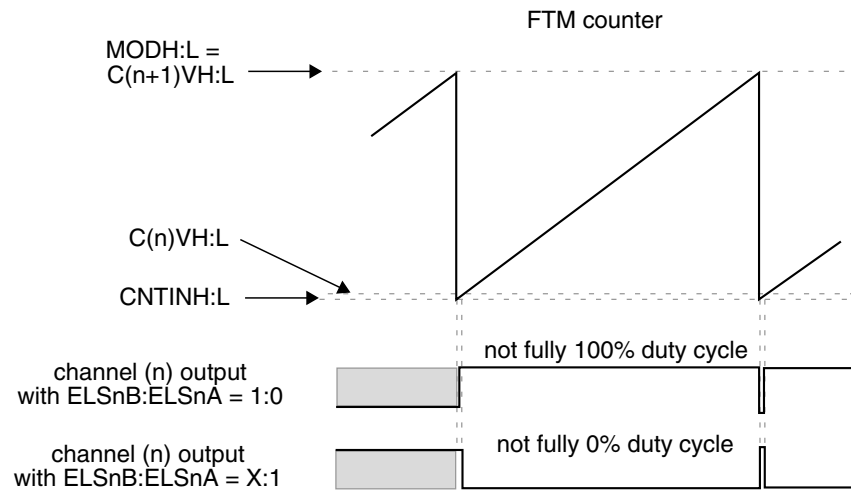 FTM counter
MODH:L =
C(n+1)VH:L
C(n)VH:L
CNTINH:L
not fully 100% duty cycle
channel (n) output
with ELSnB:ELSnA = 1:0
not fully 0% duty cycle
channel (n) output
with ELSnB:ELSnA = X:1